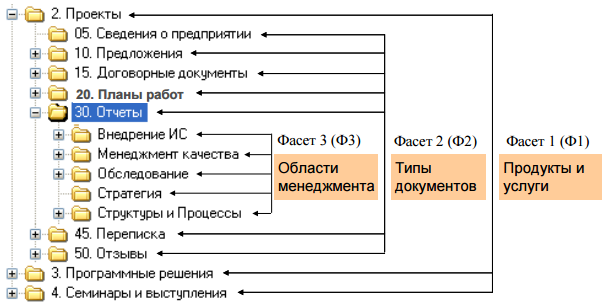 2. Проекты
05. Сведения о предприятии
10. Предложения
15. Договорные документы
20. Планы работ
30. Отчеты
Внедрение ИС
Менеджмент качества
Обследование
Стратегия
Структуры и Процессы
45. Переписка
50. Отзывы
3. Программные решения
4. Семинары и выступления
Фасет 3 (Ф3)
Области
менеджмента
Фасет 2 (Ф2)
Типы
документов
Фасет 1 (Ф1)
Продукты и
услуги